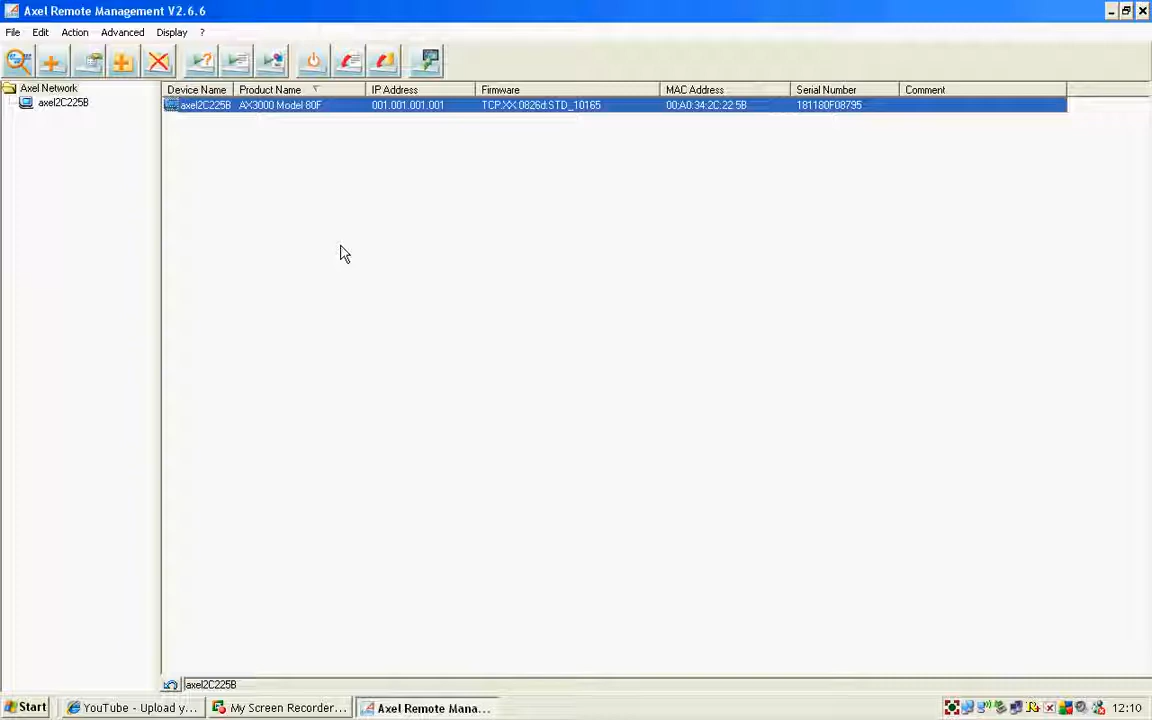 Axel Remote Management V2.6.6
File Edit Action Advanced Display ?
Axel Network
axel2C225B
Device Name Product Name IP Address Firmware MAC Address Serial Number Comment
axel2C225B AX3000 Model 80F 001.001.001.001 TCP.XX.0826d.STD_10165 00:A0:34:2C:22:5B 181180F08795
axel2C225B
Start YouTube - Upload y... My Screen Recorder... Axel Remote Mana... 12:10